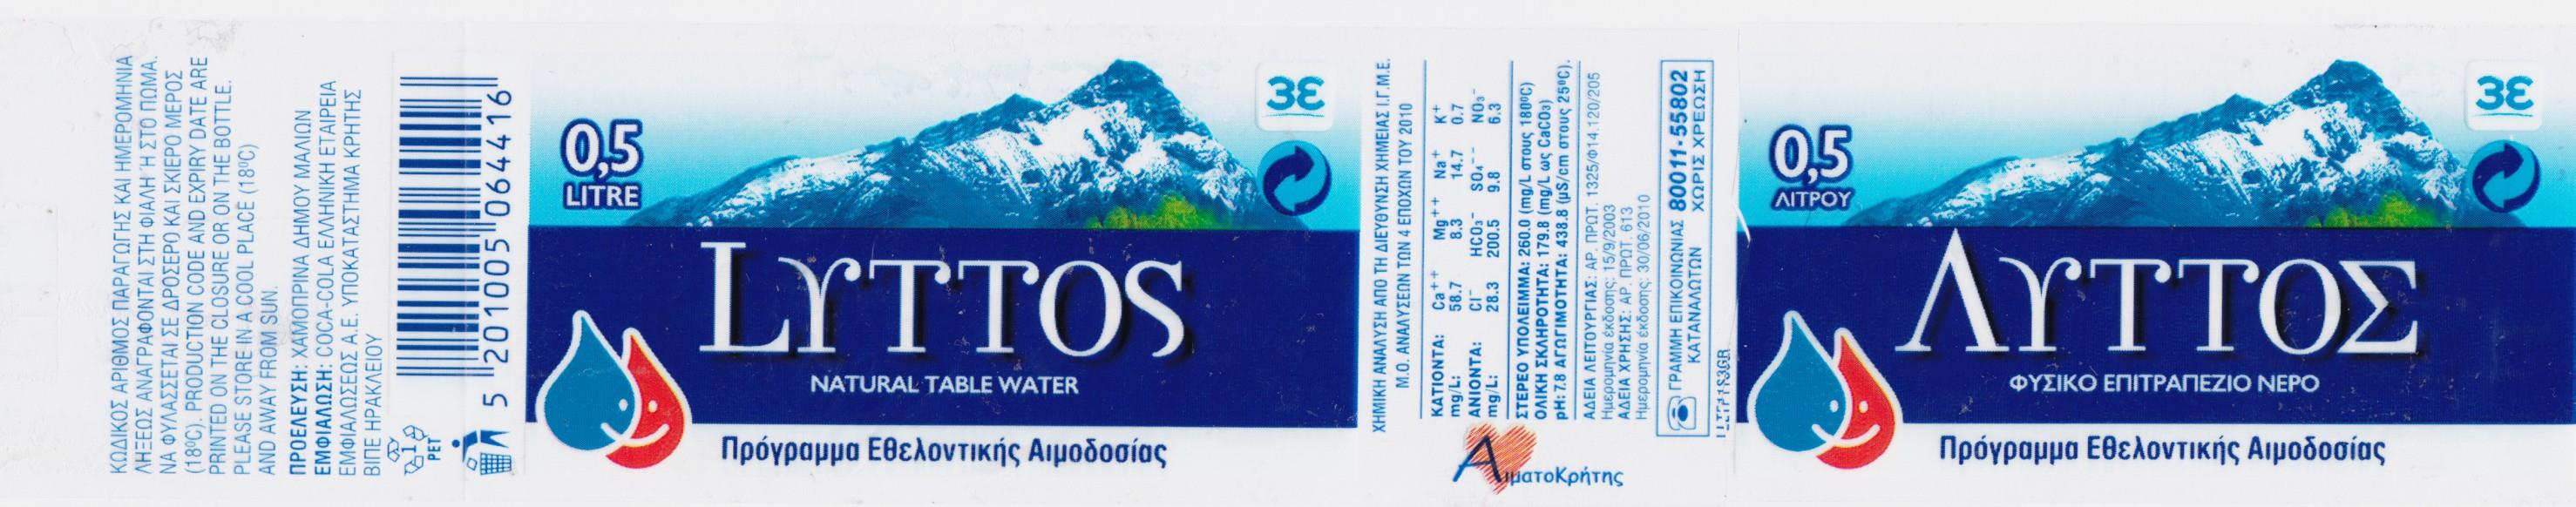 ΚΩΔΙΚΟΣ ΑΡΙΘΜΟΣ ΠΑΡΑΓΩΓΗΣ ΚΑΙ ΗΜΕΡΟΜΗΝΙΑ
ΛΗΞΕΩΣ ΑΝΑΓΡΑΦΟΝΤΑΙ ΣΤΗ ΦΙΑΛΗ Ή ΣΤΟ ΠΩΜΑ.
ΝΑ ΦΥΛΑΣΣΕΤΑΙ ΣΕ ΔΡΟΣΕΡΟ ΚΑΙ ΣΚΙΕΡΟ ΜΕΡΟΣ
(18ºC). PRODUCTION CODE AND EXPIRY DATE ARE
PRINTED ON THE CLOSURE OR ON THE BOTTLE.
PLEASE STORE IN A COOL PLACE (18ºC)
AND AWAY FROM SUN.
ΠΡΟΕΛΕΥΣΗ: ΧΑΜΟΠΡΙΝΑ ΔΗΜΟΥ ΜΑΛΙΩΝ
ΕΜΦΙΑΛΩΣΗ: COCA-COLA ΕΛΛΗΝΙΚΗ ΕΤΑΙΡΕΙΑ
ΕΜΦΙΑΛΩΣΕΩΣ Α.Ε. ΥΠΟΚΑΤΑΣΤΗΜΑ ΚΡΗΤΗΣ
ΒΙΠΕ ΗΡΑΚΛΕΙΟΥ
1
PET
5 201005 064416
0,5
LITRE
3Ε
LYTTOS
NATURAL TABLE WATER
Πρόγραμμα Εθελοντικής Αιμοδοσίας
ΧΗΜΙΚΗ ΑΝΑΛΥΣΗ ΑΠΟ ΤΗ ΔΙΕΥΘΥΝΣΗ ΧΗΜΕΙΑΣ Ι.Γ.Μ.Ε.
Μ.Ο. ΑΝΑΛΥΣΕΩΝ ΤΩΝ 4 ΕΠΟΧΩΝ ΤΟΥ 2010
ΚΑΤΙΟΝΤΑ: Ca++ Mg++ Na+ K+
mg/L: 58.7 8.3 14.7 0.7
ΑΝΙΟΝΤΑ: Cl- HCO3- SO4-- NO3-
mg/L: 28.3 200.5 9.8 6.3
ΣΤΕΡΕΟ ΥΠΟΛΕΙΜΜΑ: 260.0 (mg/L στους 180ºC)
ΟΛΙΚΗ ΣΚΛΗΡΟΤΗΤΑ: 179.8 (mg/L ως CaCO3)
pH: 7.8 ΑΓΩΓΙΜΟΤΗΤΑ: 438.8 (μS/cm στους 25ºC).
ΑΔΕΙΑ ΛΕΙΤΟΥΡΓΙΑΣ: ΑΡ. ΠΡΩΤ. 1325/Φ14.120/205
Ημερομηνία έκδοσης: 15/9/2003
ΑΔΕΙΑ ΧΡΗΣΗΣ: ΑΡ. ΠΡΩΤ. 613
Ημερομηνία έκδοσης: 30/06/2010
ΓΡΑΜΜΗ ΕΠΙΚΟΙΝΩΝΙΑΣ 80011-55802
ΚΑΤΑΝΑΛΩΤΩΝ ΧΩΡΙΣ ΧΡΕΩΣΗ
ΑιματοΚρήτης
0,5
ΛΙΤΡΟΥ
3Ε
ΛΥΤΤΟΣ
ΦΥΣΙΚΟ ΕΠΙΤΡΑΠΕΖΙΟ ΝΕΡΟ
Πρόγραμμα Εθελοντικής Αιμοδοσίας